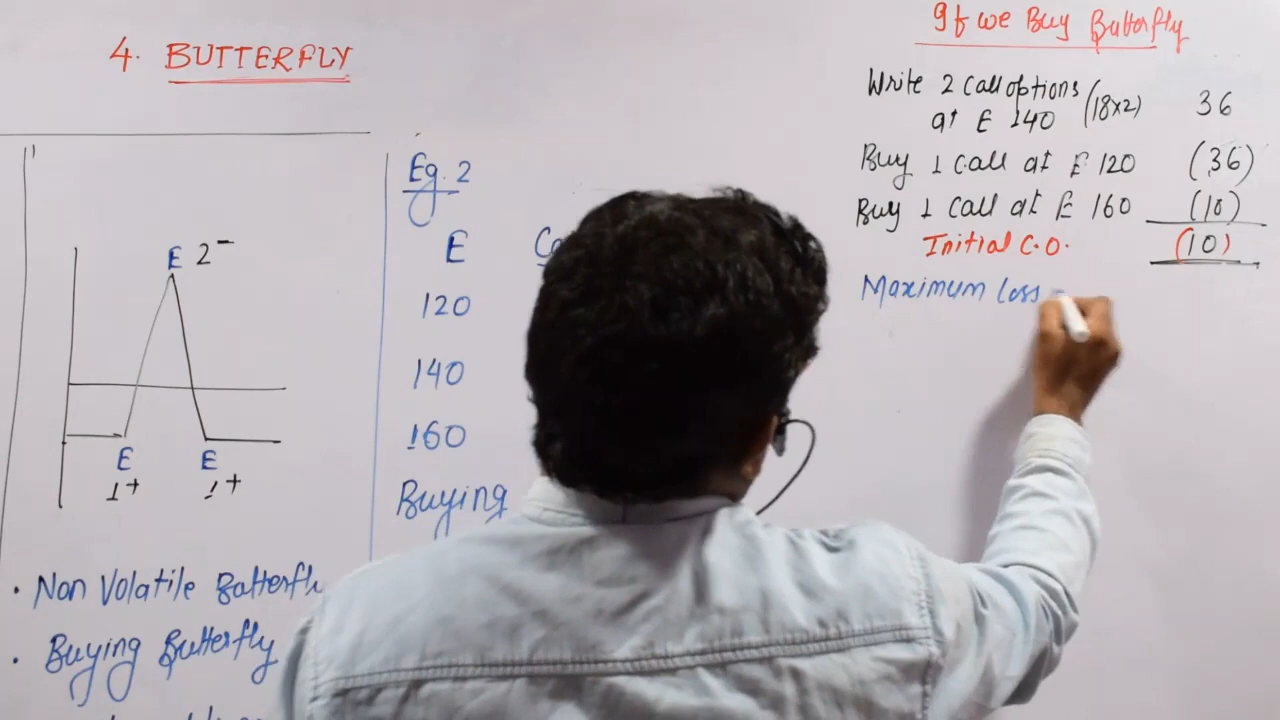 4. BUTTERFLY
E 2-
E
1+
E
1+
• Non Volatile Butterfl
• Buying Butterfly
Eg. 2
E
120
140
160
Buying
If we Buy Butterfly
Write 2 Call options
at E 140 (18x2) 36
Buy 1 Call at E 120 (36)
Buy 1 Call at E 160 (10)
Initial C.O. (10)
Maximum Loss